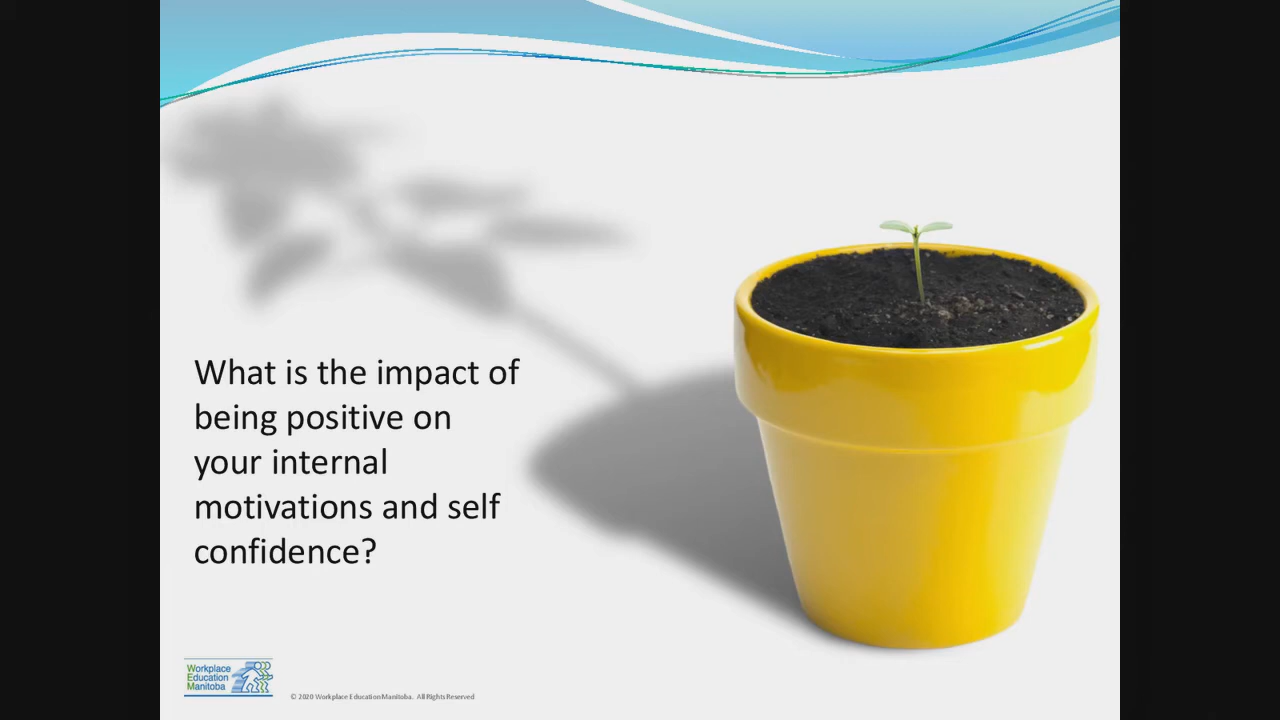 What is the impact of
being positive on
your internal
motivations and self
confidence?
Workplace
Education
Manitoba
© 2020 Workplace Education Manitoba. All Rights Reserved